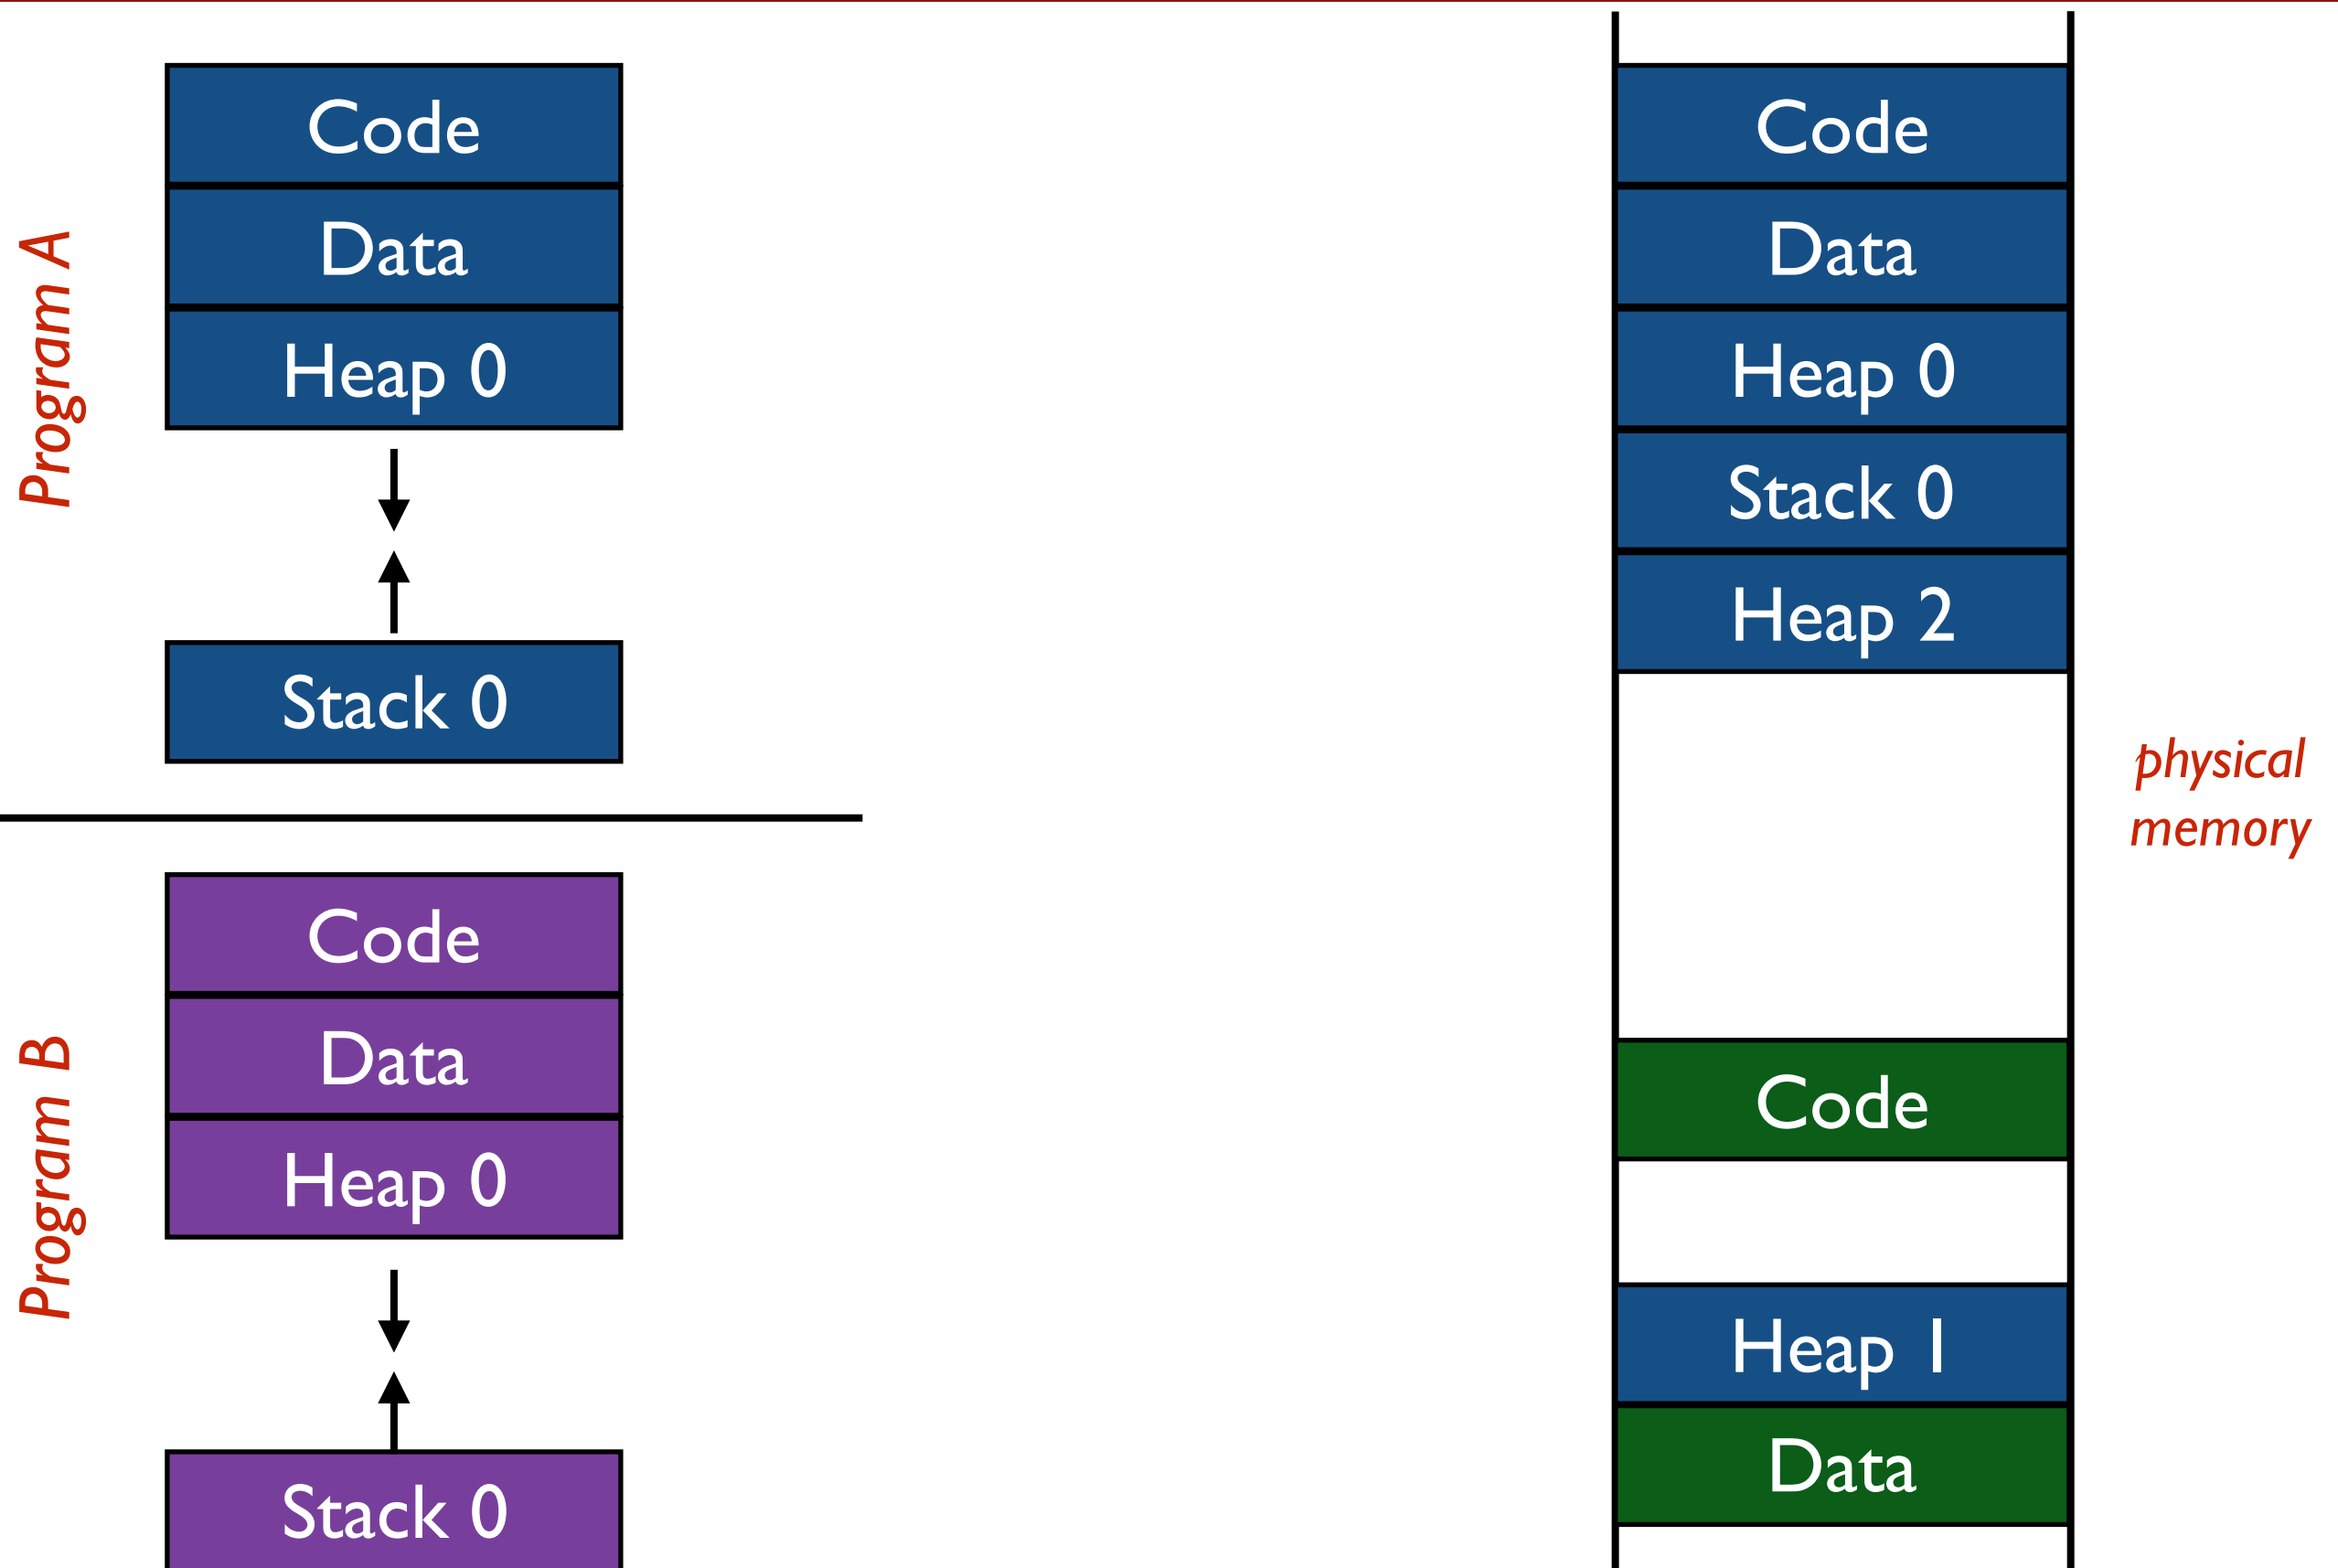 Program A
Code
Data
Heap 0
Stack 0
Program B
Code
Data
Heap 0
Stack 0
Code
Data
Heap 0
Stack 0
Heap 2
Code
Heap 1
Data
physical
memory